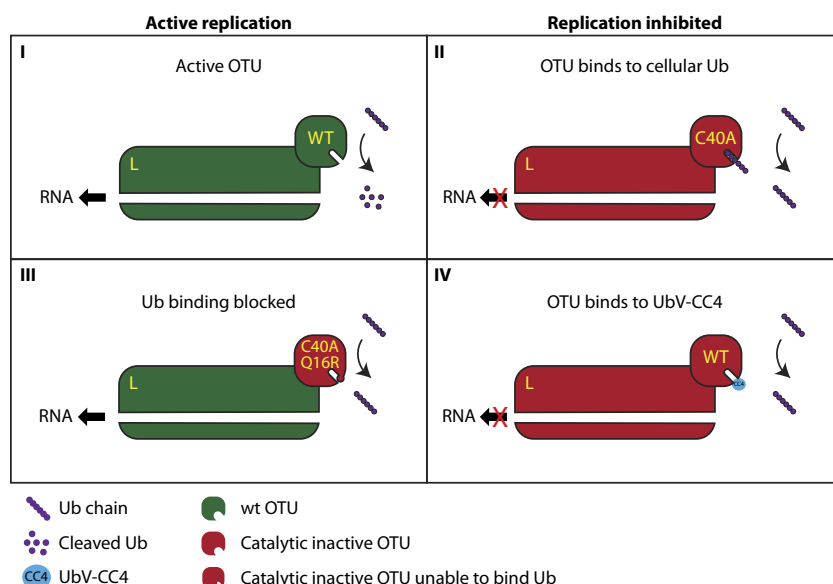 Active replication
Replication inhibited
I
Active OTU
WT
L
RNA
II
OTU binds to cellular Ub
C40A
L
RNA
X
III
Ub binding blocked
C40A
Q16R
L
RNA
IV
OTU binds to UbV-CC4
WT
CC4
L
RNA
X
Ub chain
wt OTU
Cleaved Ub
Catalytic inactive OTU
CC4
UbV-CC4
Catalytic inactive OTU unable to bind Ub